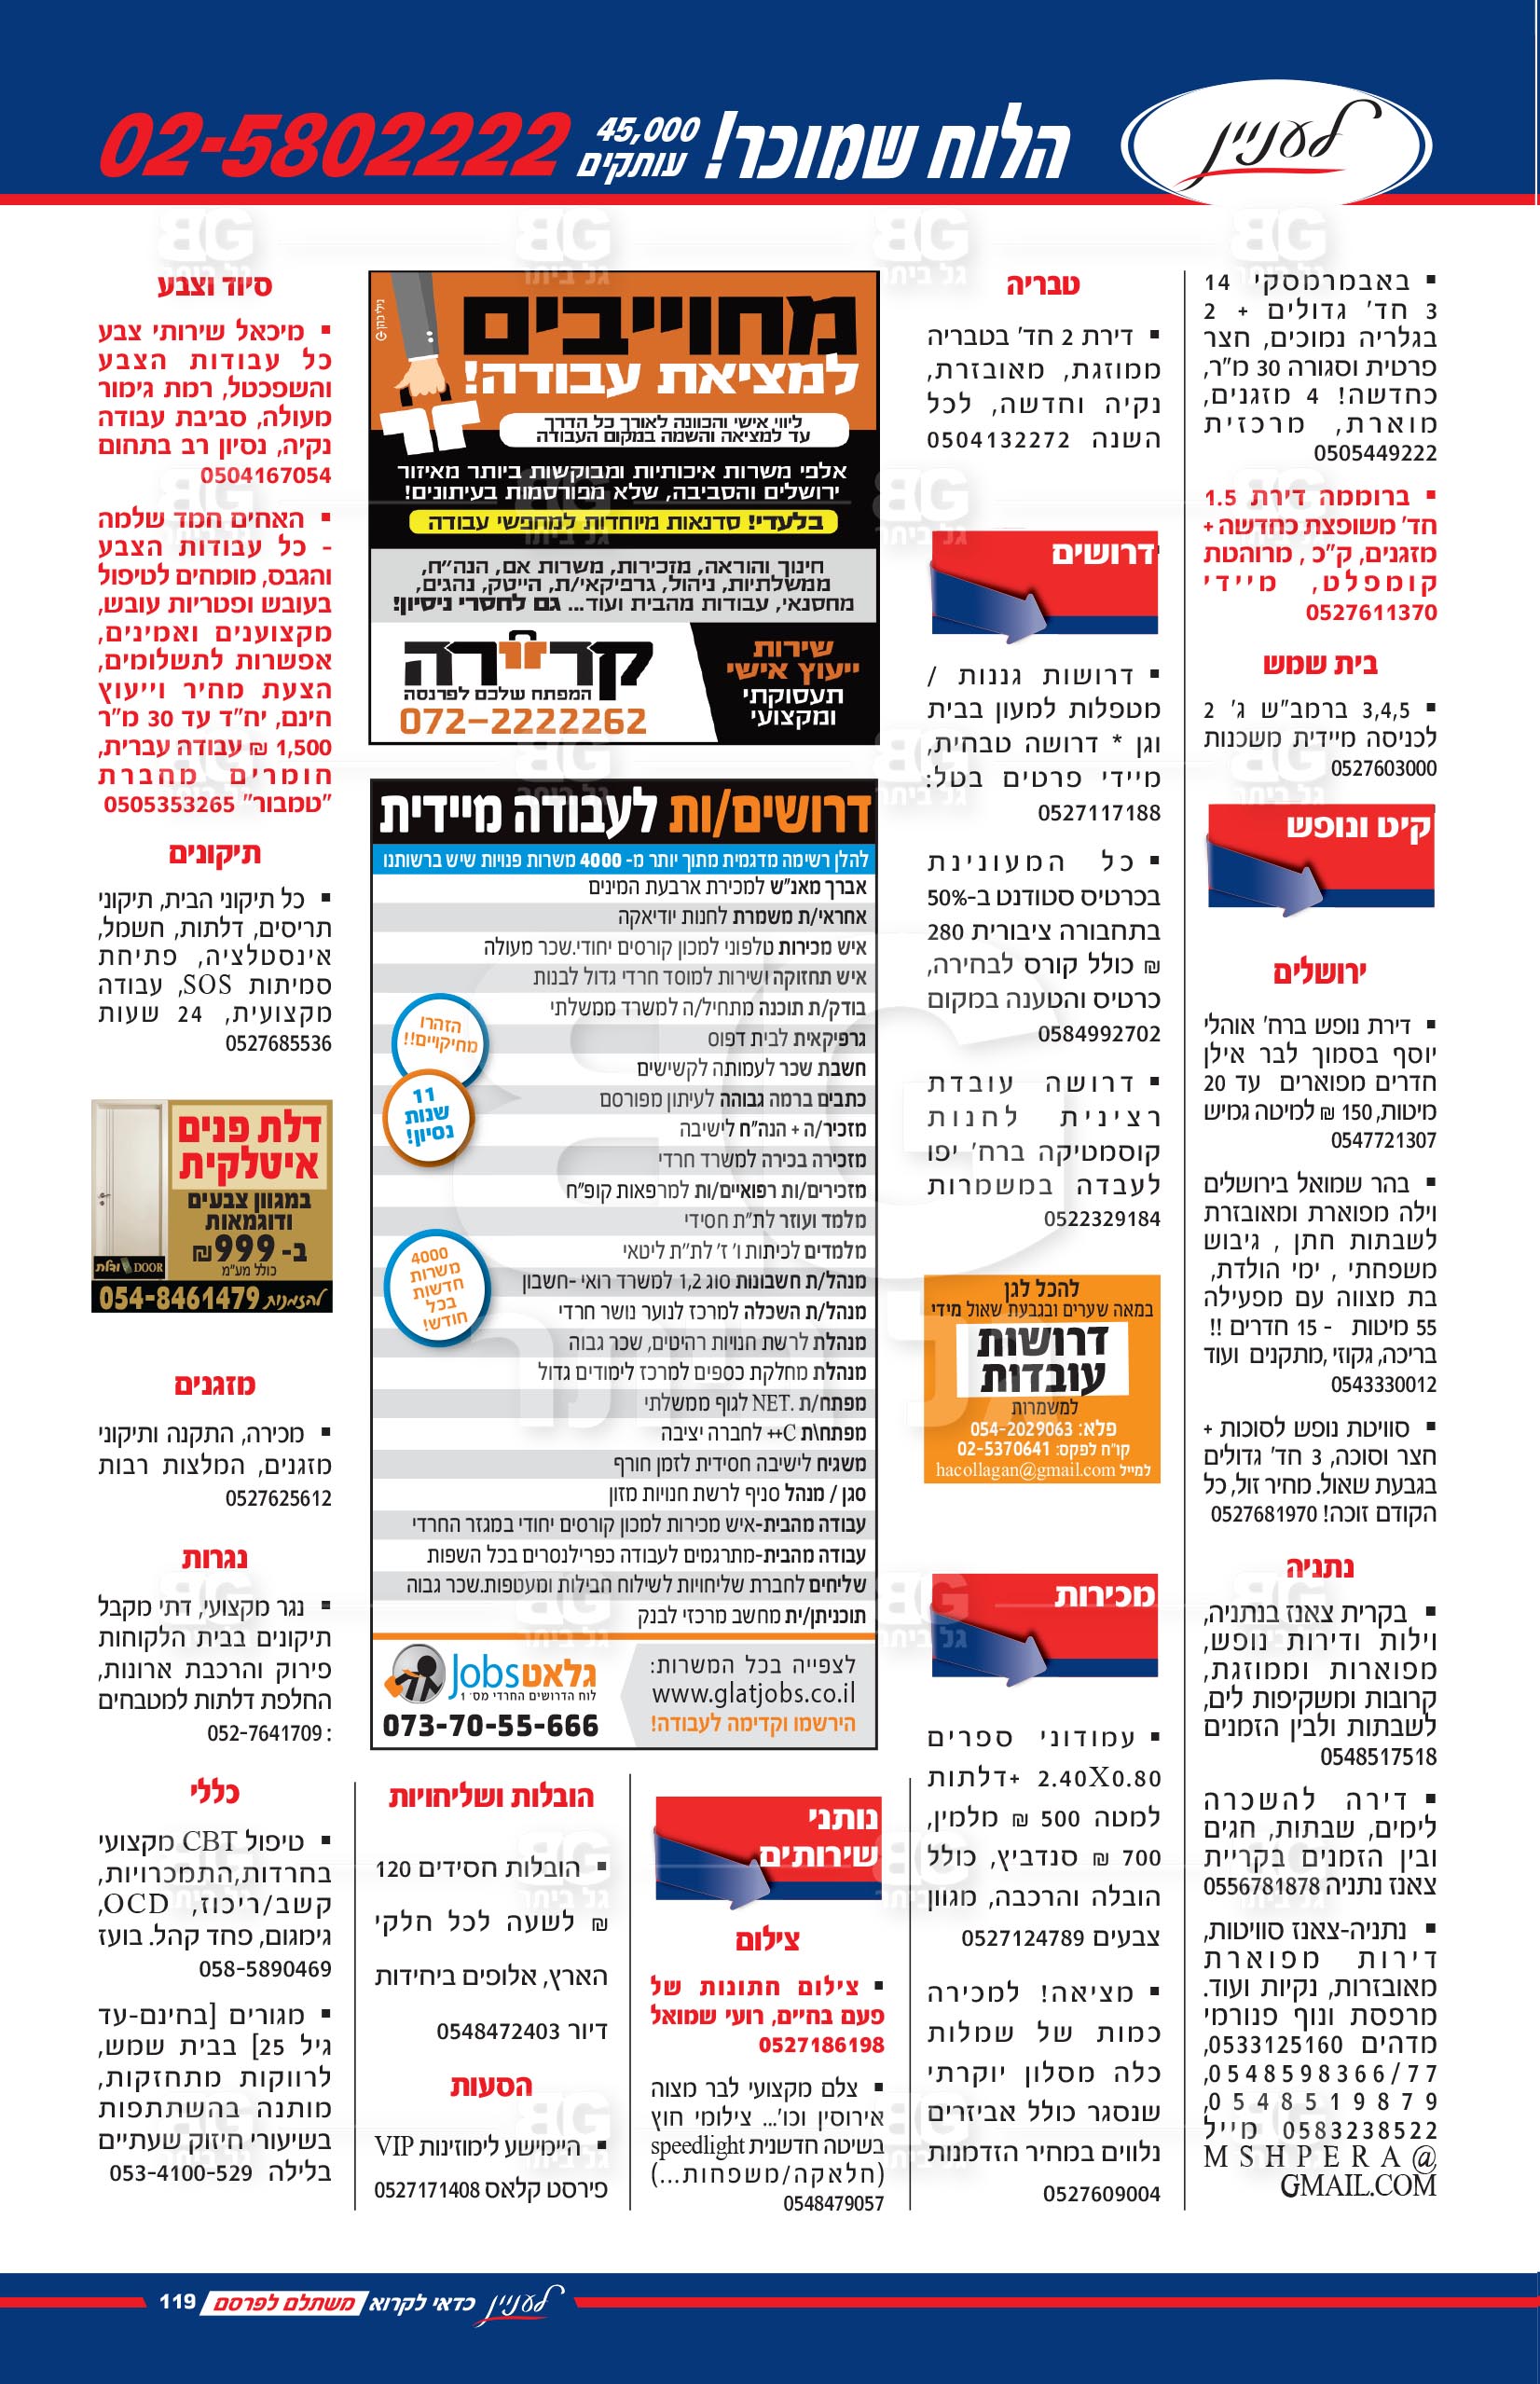 לעניין
הלוח שמוכר!
45,000
עותקים
02-5802222
▪ באבמרמסקי 14
3 חד' גדולים + 2
בגלריה נמוכים, חצר
פרטית וסגורה 30 מ"ר,
כחדשה! 4 מזגנים,
מוארת, מרכזית
0505449222
▪ ברוממה דירת 1.5
חד' משופצת כחדשה +
מזגנים, ק"כ , מרוהטת
קומפלט, מיידי
0527611370
בית שמש
▪ 3,4,5 ברמב"ש ג' 2
לכניסה מיידית משכנות
0527603000
קיט ונופש
ירושלים
▪ דירת נופש ברח' אוהלי
יוסף בסמוך לבר אילן
חדרים מפוארים עד 20
מיטות, 150 ₪ למיטה גמיש
0547721307
▪ בהר שמואל בירושלים
וילה מפוארת ומאובזרת
לשבתות חתן , גיבוש
משפחתי , ימי הולדת,
בת מצווה עם מפעילה
55 מיטות - 15 חדרים !!
בריכה, גקוזי ,מתקנים ועוד
0543330012
▪ סוויטת נופש לסוכות +
חצר וסוכה, 3 חד' גדולים
בגבעת שאול. מחיר זול, כל
הקודם זוכה! 0527681970
נתניה
▪ בקרית צאנז בנתניה,
וילות ודירות נופש,
מפוארות וממוזגת,
קרובות ומשקיפות לים,
לשבתות ולבין הזמנים
0548517518
▪ דירה להשכרה
לימים, שבתות, חגים
ובין הזמנים בקריית
צאנז נתניה 0556781878
▪ נתניה-צאנז סוויטות,
דירות מפוארת
מאובזרות, נקיות ועוד.
מרפסת ונוף פנורמי
מדהים 0533125160,
0548598366/77,
0548519879,
0583238522 מייל
MSHPERA@
GMAIL.COM
טבריה
▪ דירת 2 חד' בטבריה
ממוזגת, מאובזרת,
נקיה וחדשה, לכל
השנה 0504132272
דרושים
▪ דרושות גננות /
מטפלות למעון בבית
וגן * דרושה טבחית,
מיידי פרטים בטל:
0527117188
▪ כל המעונינת
בכרטיס סטודנט ב-50%
בתחבורה ציבורית 280
₪ כולל קורס לבחירה,
כרטיס והטענה במקום
0584992702
▪ דרושה עובדת
רצינית לחנות
קוסמטיקה ברח' יפו
לעבדה במשמרות
0522329184
להכל לגן
במאה שערים ובגבעת שאול מידי
דרושות
עובדות
למשמרות
פלא: 054-2029063
קו"ח לפקס: 02-5370641
למייל hacollagan@gmail.com
מכירות
▪ עמודוני ספרים
2.40X0.80 +דלתות
למטה 500 ₪ מלמין,
700 ₪ סנדביץ, כולל
הובלה והרכבה, מגוון
צבעים 0527124789
▪ מציאה! למכירה
כמות של שמלות
כלה מסלון יוקרתי
שנסגר כולל אביזרים
נלווים במחיר הזדמנות
0527609004
מחוייבים
למציאת עבודה!
ליווי אישי והכוונה לאורך כל הדרך
עד למציאה והשמה במקום העבודה
אלפי משרות איכותיות ומבוקשות ביותר מאיזור
ירושלים והסביבה, שלא מפורסמות בעיתונים!
בלעדי! סדנאות מיוחדות למחפשי עבודה
חינוך והוראה, מזכירות, משרות אם, הנה"ח,
ממשלתיות, ניהול, גרפיקאי/ת, הייטק, נהגים,
מחסנאי, עבודות מהבית ועוד... גם לחסרי ניסיון!
שירות
ייעוץ אישי
תעסוקתי
ומקצועי
קריירה
המפתח שלכם לפרנסה
072-2222262
דרושים/ות לעבודה מיידית
להלן רשימה מדגמית מתוך יותר מ- 4000 משרות פנויות שיש ברשותנו
אברך מאנ"ש למכירת ארבעת המינים
אחראי/ת משמרת לחנות יודיאקה
איש מכירות טלפוני למכון קורסים יחודי.שכר מעולה
איש תחזוקה ושירות למוסד חרדי גדול לבנות
בודק/ת תוכנה מתחיל/ה למשרד ממשלתי
גרפיקאית לבית דפוס
חשבת שכר לעמותה לקשישים
כתבים ברמה גבוהה לעיתון מפורסם
מזכיר/ה + הנה"ח לישיבה
מזכירה בכירה למשרד חרדי
מזכירים/ות רפואיים/ות למרפאות קופ"ח
מלמד ועוזר לת"ת חסידי
מלמדים לכיתות ו' ז' לת"ת ליטאי
מנהל/ת חשבונות סוג 1,2 למשרד רואי -חשבון
מנהל/ת השכלה למרכז לנוער נושר חרדי
מנהלת לרשת חנויות רהיטים, שכר גבוה
מנהלת מחלקת כספים למרכז לימודים גדול
מפתח/ת .NET לגוף ממשלתי
מפתח\ת C++ לחברה יציבה
משגיח לישיבה חסידית לזמן חורף
סגן / מנהל סניף לרשת חנויות מזון
עבודה מהבית-איש מכירות למכון קורסים יחודי במגזר החרדי
עבודה מהבית-מתרגמים לעבודה כפרילנסרים בכל השפות
שליחים לחברת שליחויות לשילוח חבילות ומעטפות.שכר גבוה
תוכניתן/ית מחשב מרכזי לבנק
הזהרו
מחיקויים!!
11
שנות
נסיון!
4000
משרות
חדשות
בכל
חודש!
לצפייה בכל המשרות:
www.glatjobs.co.il
הירשמו וקדימה לעבודה!
גלאט Jobs
לוח הדרושים החרדי מס' 1
073-70-55-666
נותני
שירותים
צילום
▪ צילום חתונות של
פעם בחיים, רועי שמואל
0527186198
▪ צלם מקצועי לבר מצוה
אירוסין וכו'... צילומי חוץ
בשיטה חדשנית speedlight
(חלאקה/משפחות...)
0548479057
הובלות ושליחויות
▪ הובלות חסידים 120
₪ לשעה לכל חלקי
הארץ, אלופים ביחידות
דיור 0548472403
הסעות
▪ היימישע לימוזינות VIP
פירסט קלאס 0527171408
סיוד וצבע
▪ מיכאל שירותי צבע
כל עבודות הצבע
והשפכטל, רמת גימור
מעולה, סביבת עבודה
נקיה, נסיון רב בתחום
0504167054
▪ האחים חמד שלמה
- כל עבודות הצבע
והגבס, מומחים לטיפול
בעובש ופטריות עובש,
מקצוענים ואמינים,
אפשרות לתשלומים,
הצעת מחיר וייעוץ
חינם, יח"ד עד 30 מ"ר
1,500 ₪ עבודה עברית,
חומרים מחברת
"טמבור" 0505353265
תיקונים
▪ כל תיקוני הבית, תיקוני
תריסים, דלתות, חשמל,
אינסטלציה, פתיחת
סמיתות SOS, עבודה
מקצועית, 24 שעות
0527685536
דלת פנים
איטלקית
במגוון צבעים
ודוגמאות
ב- 999 ₪
כולל מע"מ
DOOR ודלת
להזמנות 054-8461479
מזגנים
▪ מכירה, התקנה ותיקוני
מזגנים, המלצות רבות
0527625612
נגרות
▪ נגר מקצועי, דתי מקבל
תיקונים בבית הלקוחות
פירוק והרכבת ארונות,
החלפת דלתות למטבחים
: 052-7641709
כללי
▪ טיפול CBT מקצועי
בחרדות,התמכרויות,
קשב/ריכוז, OCD,
גימגום, פחד קהל. בועז
058-5890469
▪ מגורים [בחינם-עד
גיל 25] בבית שמש,
לרווקות מתחזקות,
מותנה בהשתתפות
בשיעורי חיזוק שעתיים
בלילה 053-4100-529
לעניין כדאי לקרוא משתלם לפרסם 119